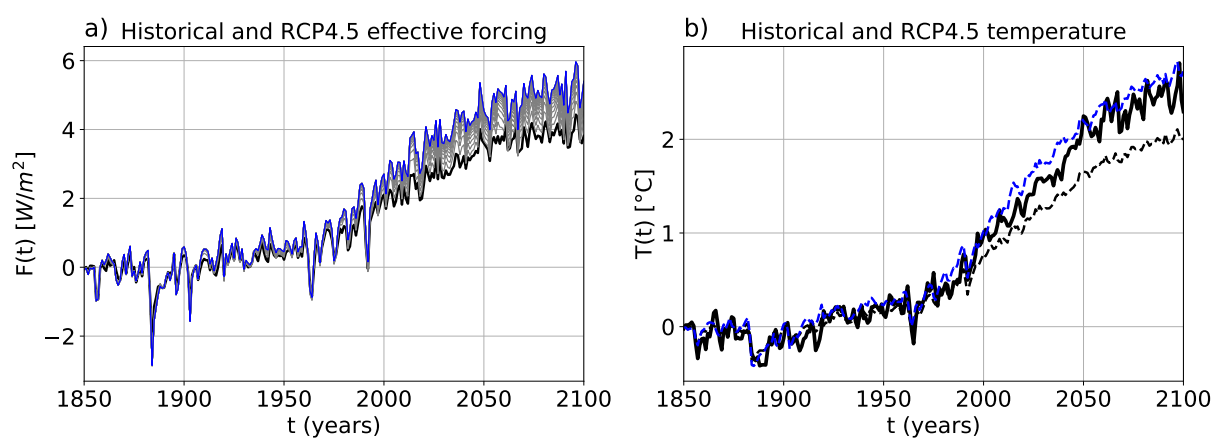 a) Historical and RCP4.5 effective forcing
6
4
2
0
−2
F(t) [W/m²]
1850 1900 1950 2000 2050 2100
t (years)
b) Historical and RCP4.5 temperature
2
1
0
T(t) [°C]
1850 1900 1950 2000 2050 2100
t (years)